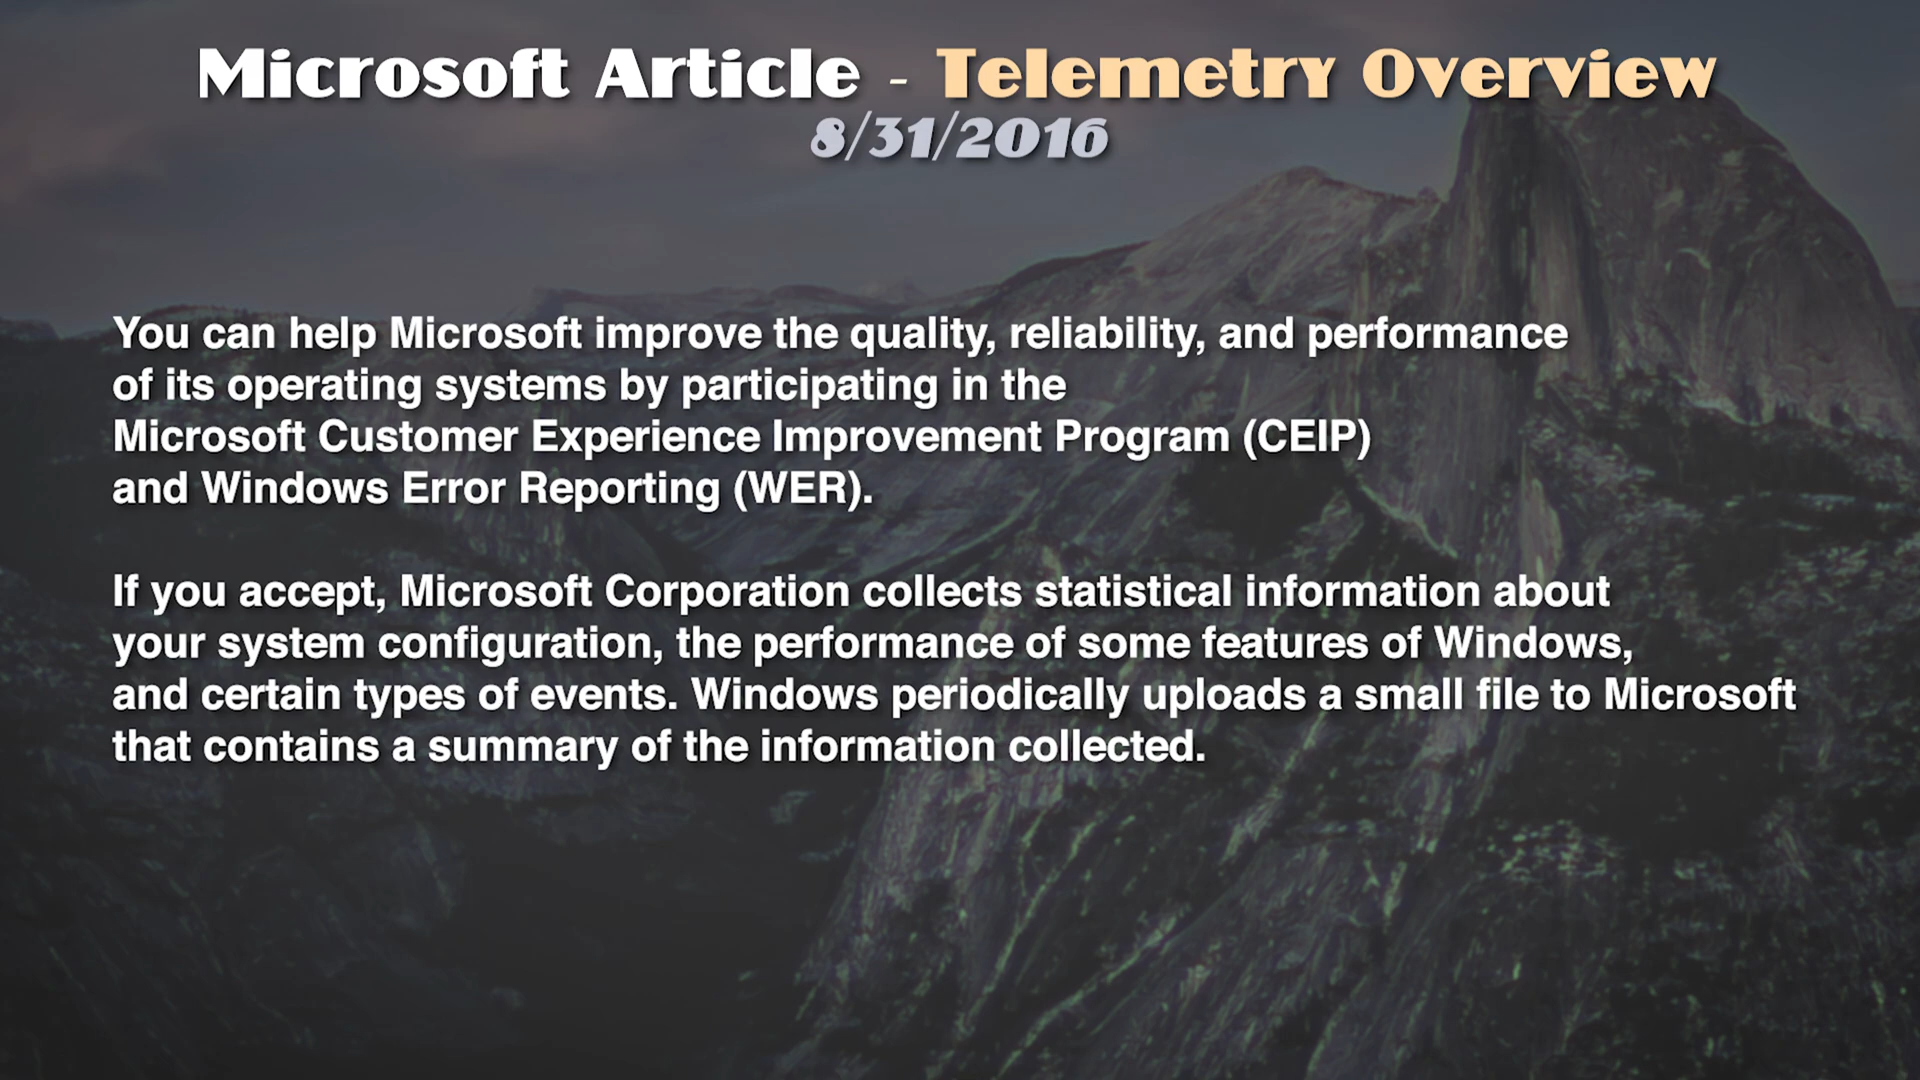 Microsoft Article - Telemetry Overview
8/31/2016
You can help Microsoft improve the quality, reliability, and performance
of its operating systems by participating in the
Microsoft Customer Experience Improvement Program (CEIP)
and Windows Error Reporting (WER).
If you accept, Microsoft Corporation collects statistical information about
your system configuration, the performance of some features of Windows,
and certain types of events. Windows periodically uploads a small file to Microsoft
that contains a summary of the information collected.